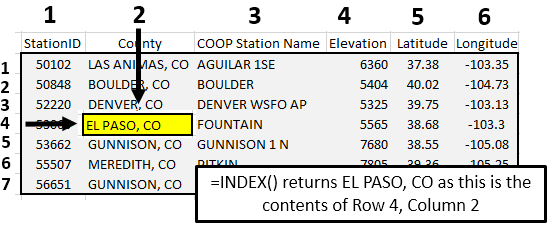 1 2 3 4 5 6
StationID County COOP Station Name Elevation Latitude Longitude
1 50102 LAS ANIMAS, CO AGUILAR 1SE 6360 37.38 -103.35
2 50848 BOULDER, CO BOULDER 5404 40.02 -104.73
3 52220 DENVER, CO DENVER WSFO AP 5325 39.75 -103.13
4 EL PASO, CO FOUNTAIN 5565 38.68 -103.3
5 53662 GUNNISON, CO GUNNISON 1 N 7680 38.55 -105.08
6 55507 MEREDITH, CO PITKIN 7805 39.36 -105.25
7 56651 GUNNISON, CO
=INDEX() returns EL PASO, CO as this is the
contents of Row 4, Column 2